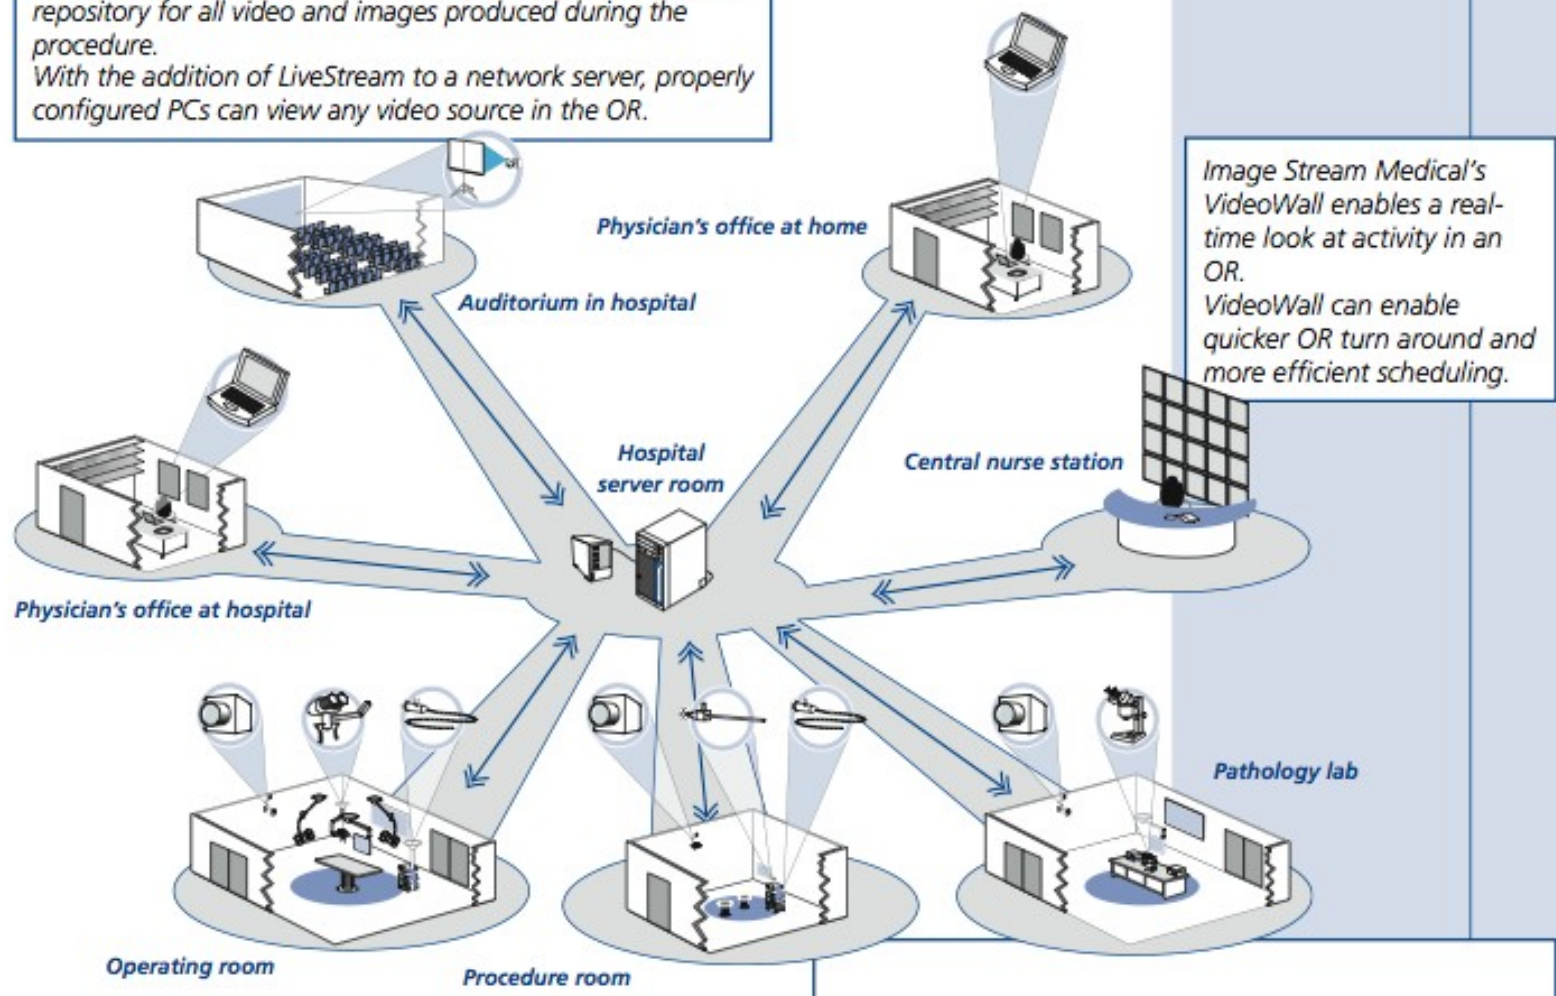 repository for all video and images produced during the
procedure.
With the addition of LiveStream to a network server, properly
configured PCs can view any video source in the OR.
Image Stream Medical's
VideoWall enables a real-
time look at activity in an
OR.
VideoWall can enable
quicker OR turn around and
more efficient scheduling.
Physician's office at home
Auditorium in hospital
Hospital
server room
Central nurse station
Physician's office at hospital
Pathology lab
Operating room
Procedure room